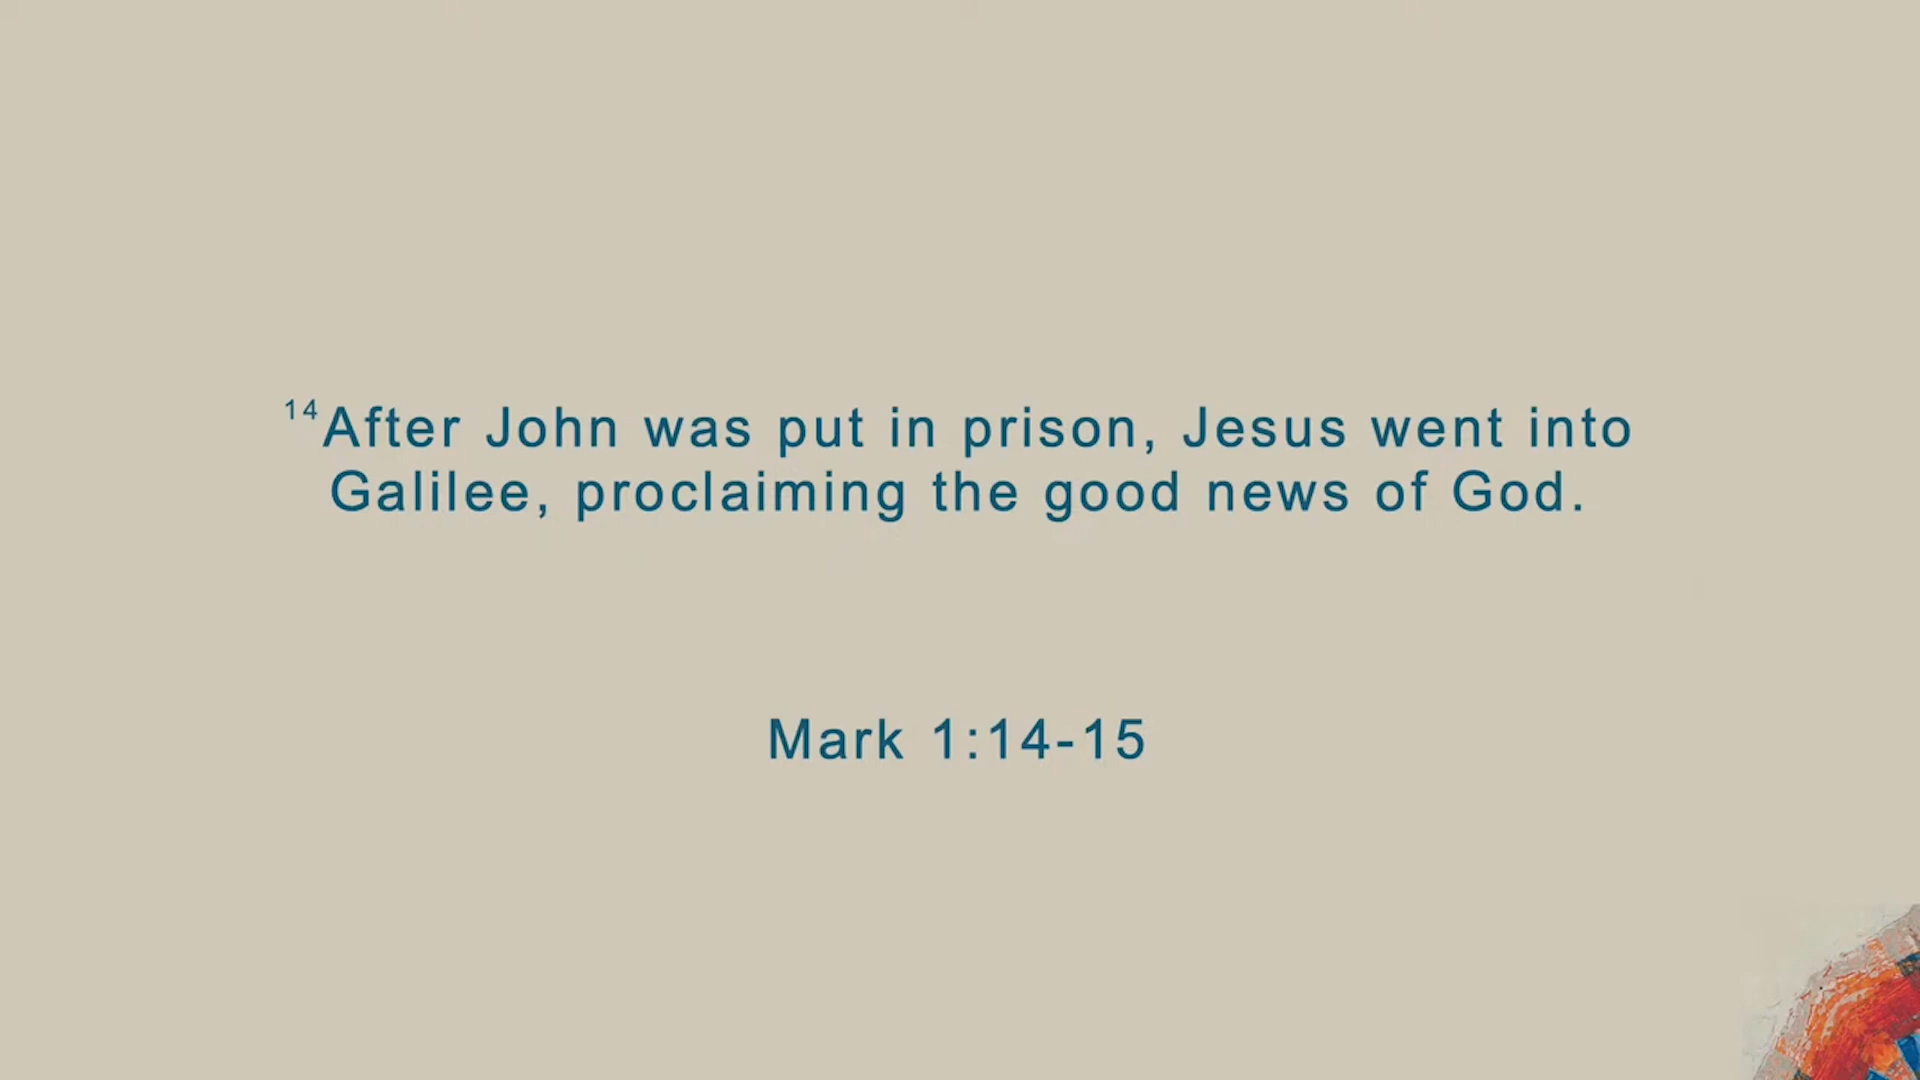 14After John was put in prison, Jesus went into
Galilee, proclaiming the good news of God.
Mark 1:14-15